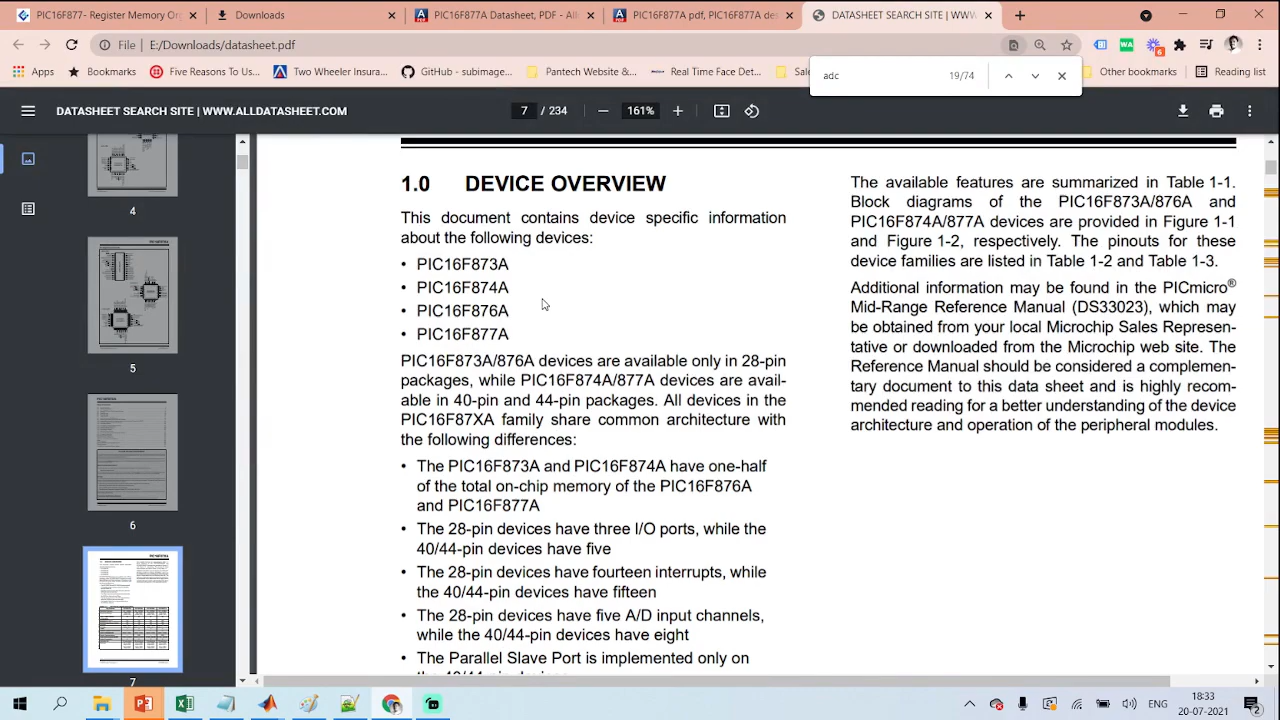 PIC16F877- Register Memory Or
Downloads
PIC16F877A Datasheet, PDF - All
PIC16F877A pdf, PIC16F877A des
DATASHEET SEARCH SITE | WWW
File | E:/Downloads/datasheet.pdf
WA
6
Apps
Bookmarks
Five Reasons To Us...
Two Wheeler Insura...
GitHub - subimage...
Pantech Website &...
Real Time Face Det...
Sale
adc
19/74
Other bookmarks
Reading list
DATASHEET SEARCH SITE | WWW.ALLDATASHEET.COM
7 / 234
161%
4
5
6
7
1.0 DEVICE OVERVIEW
This document contains device specific information
about the following devices:
• PIC16F873A
• PIC16F874A
• PIC16F876A
• PIC16F877A
PIC16F873A/876A devices are available only in 28-pin
packages, while PIC16F874A/877A devices are avail-
able in 40-pin and 44-pin packages. All devices in the
PIC16F87XA family share common architecture with
the following differences:
• The PIC16F873A and PIC16F874A have one-half
of the total on-chip memory of the PIC16F876A
and PIC16F877A
• The 28-pin devices have three I/O ports, while the
40/44-pin devices have five
• The 28-pin devices have fourteen interrupts, while
the 40/44-pin devices have fifteen
• The 28-pin devices have five A/D input channels,
while the 40/44-pin devices have eight
• The Parallel Slave Port is implemented only on
the 40/44-pin devices
The available features are summarized in Table 1-1.
Block diagrams of the PIC16F873A/876A and
PIC16F874A/877A devices are provided in Figure 1-1
and Figure 1-2, respectively. The pinouts for these
device families are listed in Table 1-2 and Table 1-3.
Additional information may be found in the PICmicro®
Mid-Range Reference Manual (DS33023), which may
be obtained from your local Microchip Sales Represen-
tative or downloaded from the Microchip web site. The
Reference Manual should be considered a complemen-
tary document to this data sheet and is highly recom-
mended reading for a better understanding of the device
architecture and operation of the peripheral modules.
ENG
18:33
20-07-2021
2